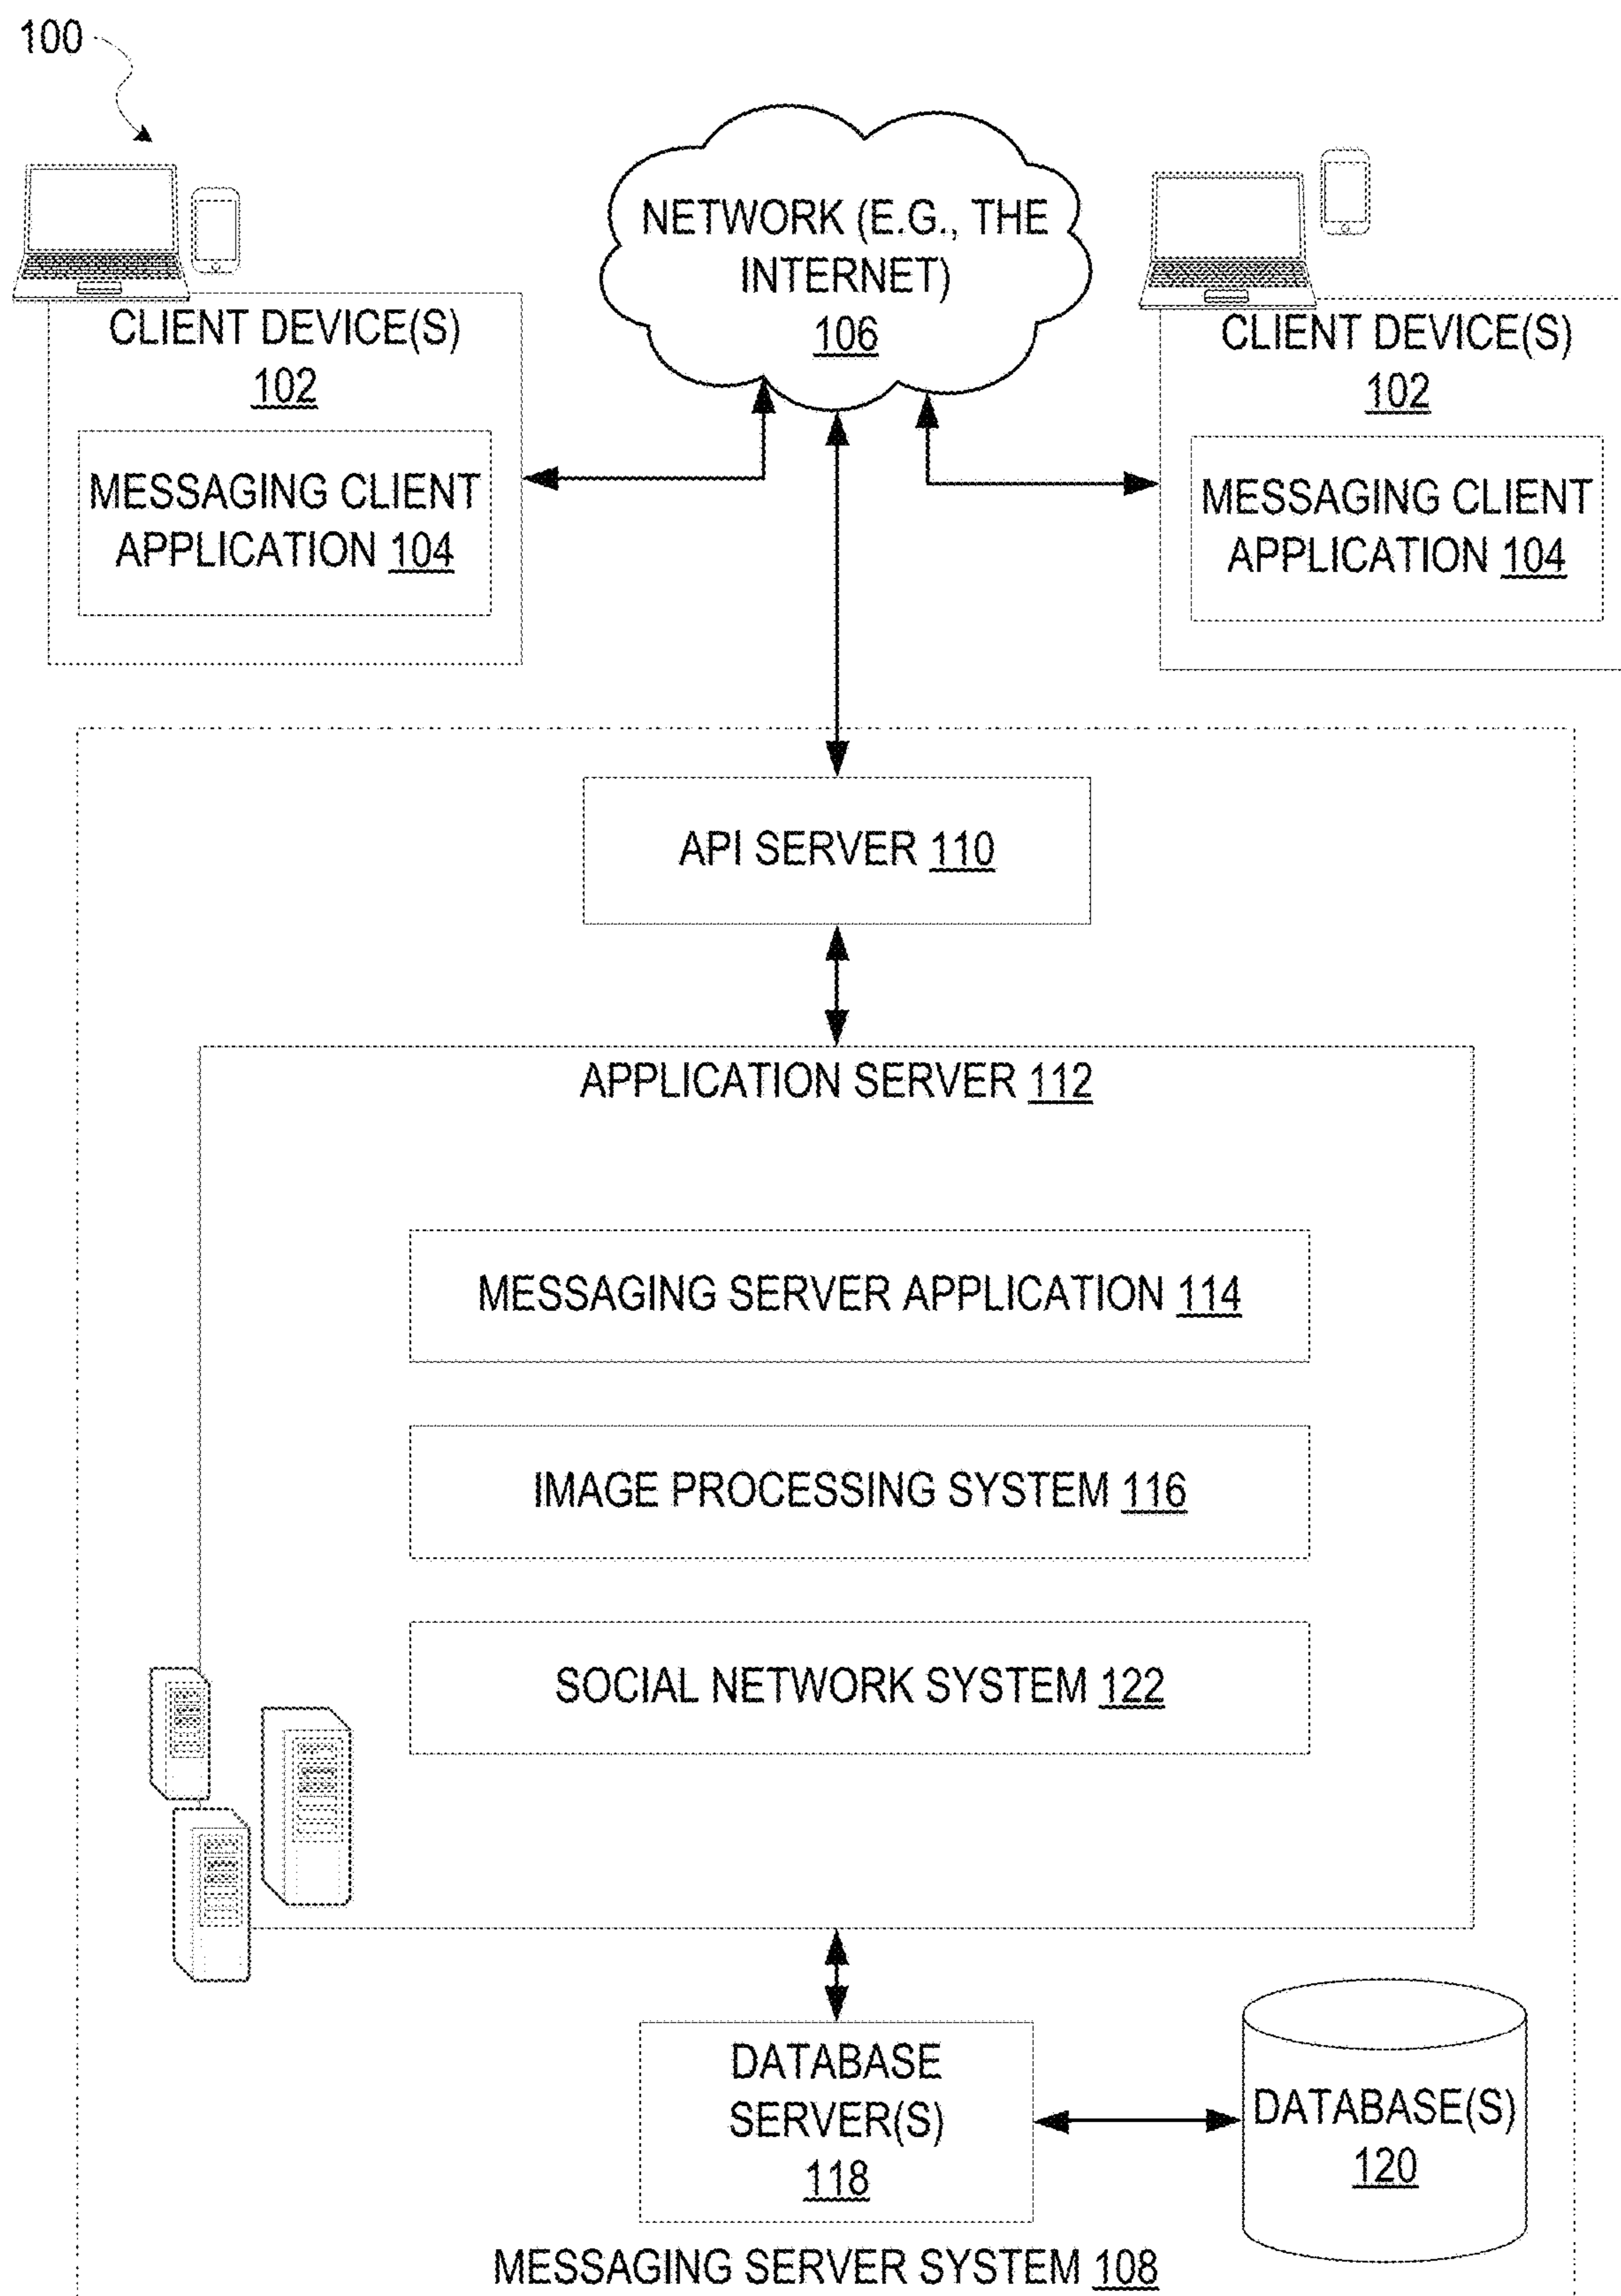 100
NETWORK (E.G., THE
INTERNET)
106
CLIENT DEVICE(S)
102
MESSAGING CLIENT
APPLICATION 104
CLIENT DEVICE(S)
102
MESSAGING CLIENT
APPLICATION 104
API SERVER 110
APPLICATION SERVER 112
MESSAGING SERVER APPLICATION 114
IMAGE PROCESSING SYSTEM 116
SOCIAL NETWORK SYSTEM 122
DATABASE
SERVER(S)
118
DATABASE(S)
120
MESSAGING SERVER SYSTEM 108